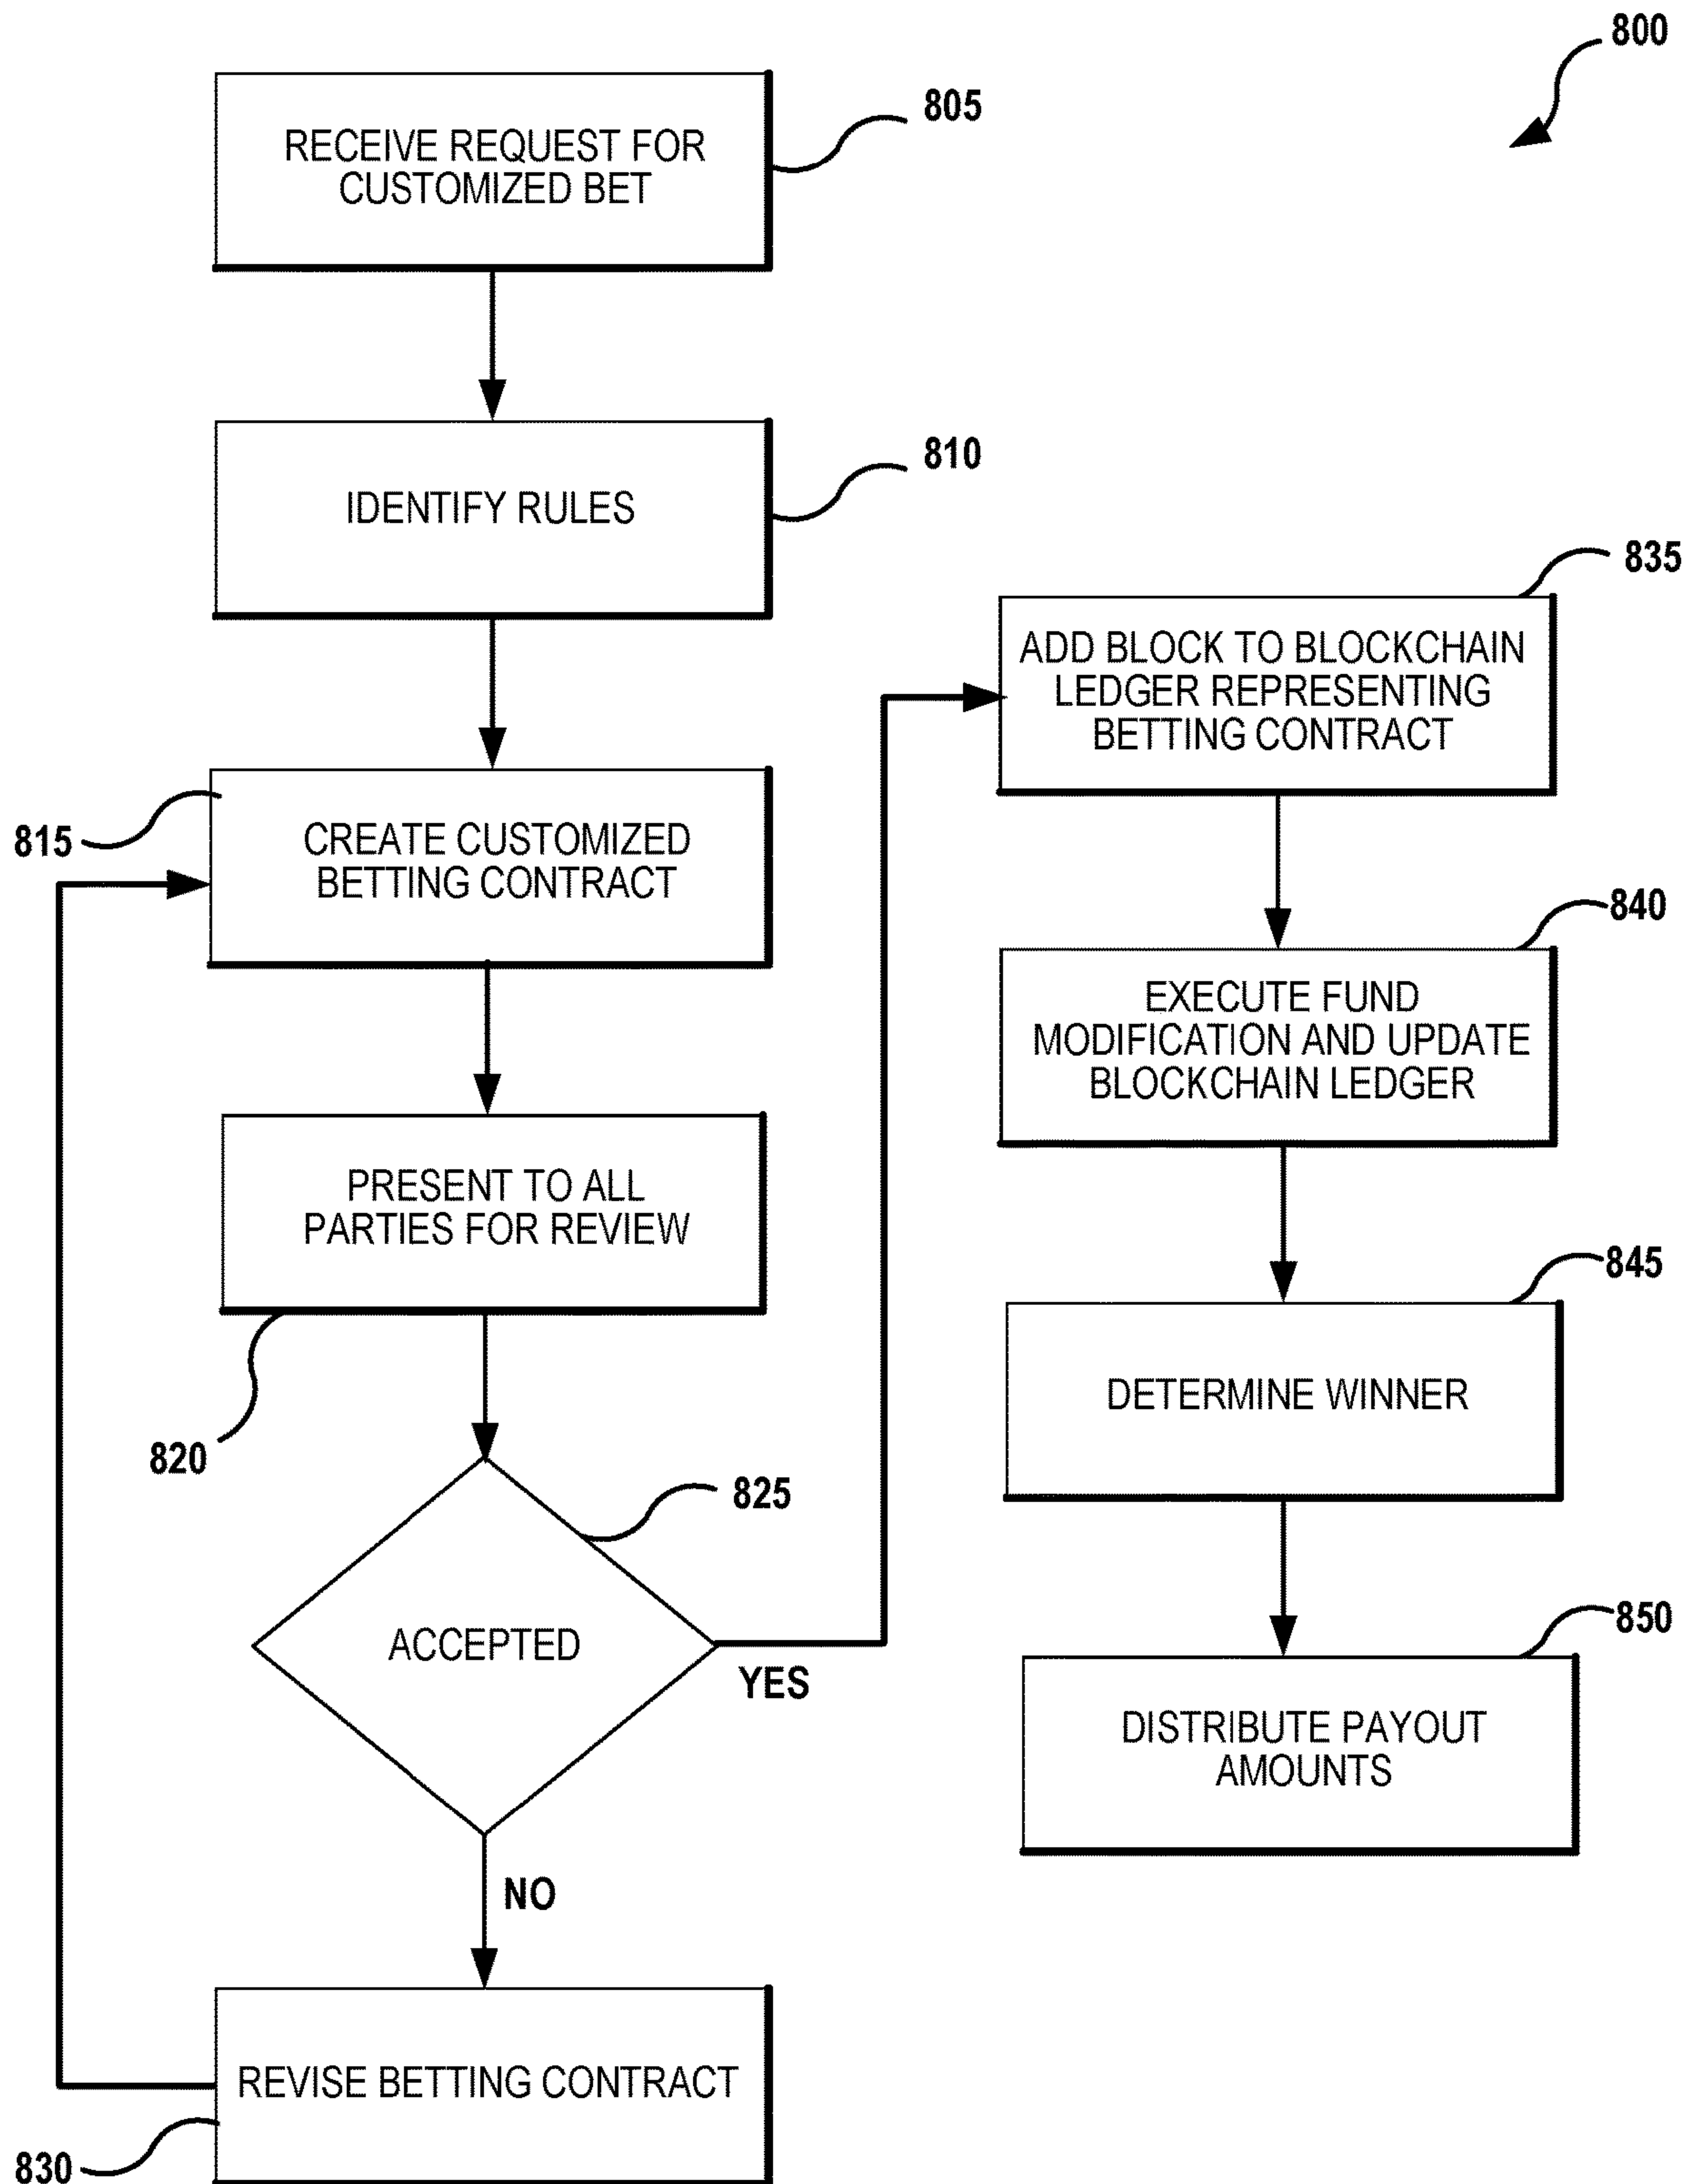 800
805
RECEIVE REQUEST FOR
CUSTOMIZED BET
810
IDENTIFY RULES
815
CREATE CUSTOMIZED
BETTING CONTRACT
PRESENT TO ALL
PARTIES FOR REVIEW
820
825
ACCEPTED
YES
NO
REVISE BETTING CONTRACT
830
835
ADD BLOCK TO BLOCKCHAIN
LEDGER REPRESENTING
BETTING CONTRACT
840
EXECUTE FUND
MODIFICATION AND UPDATE
BLOCKCHAIN LEDGER
845
DETERMINE WINNER
850
DISTRIBUTE PAYOUT
AMOUNTS